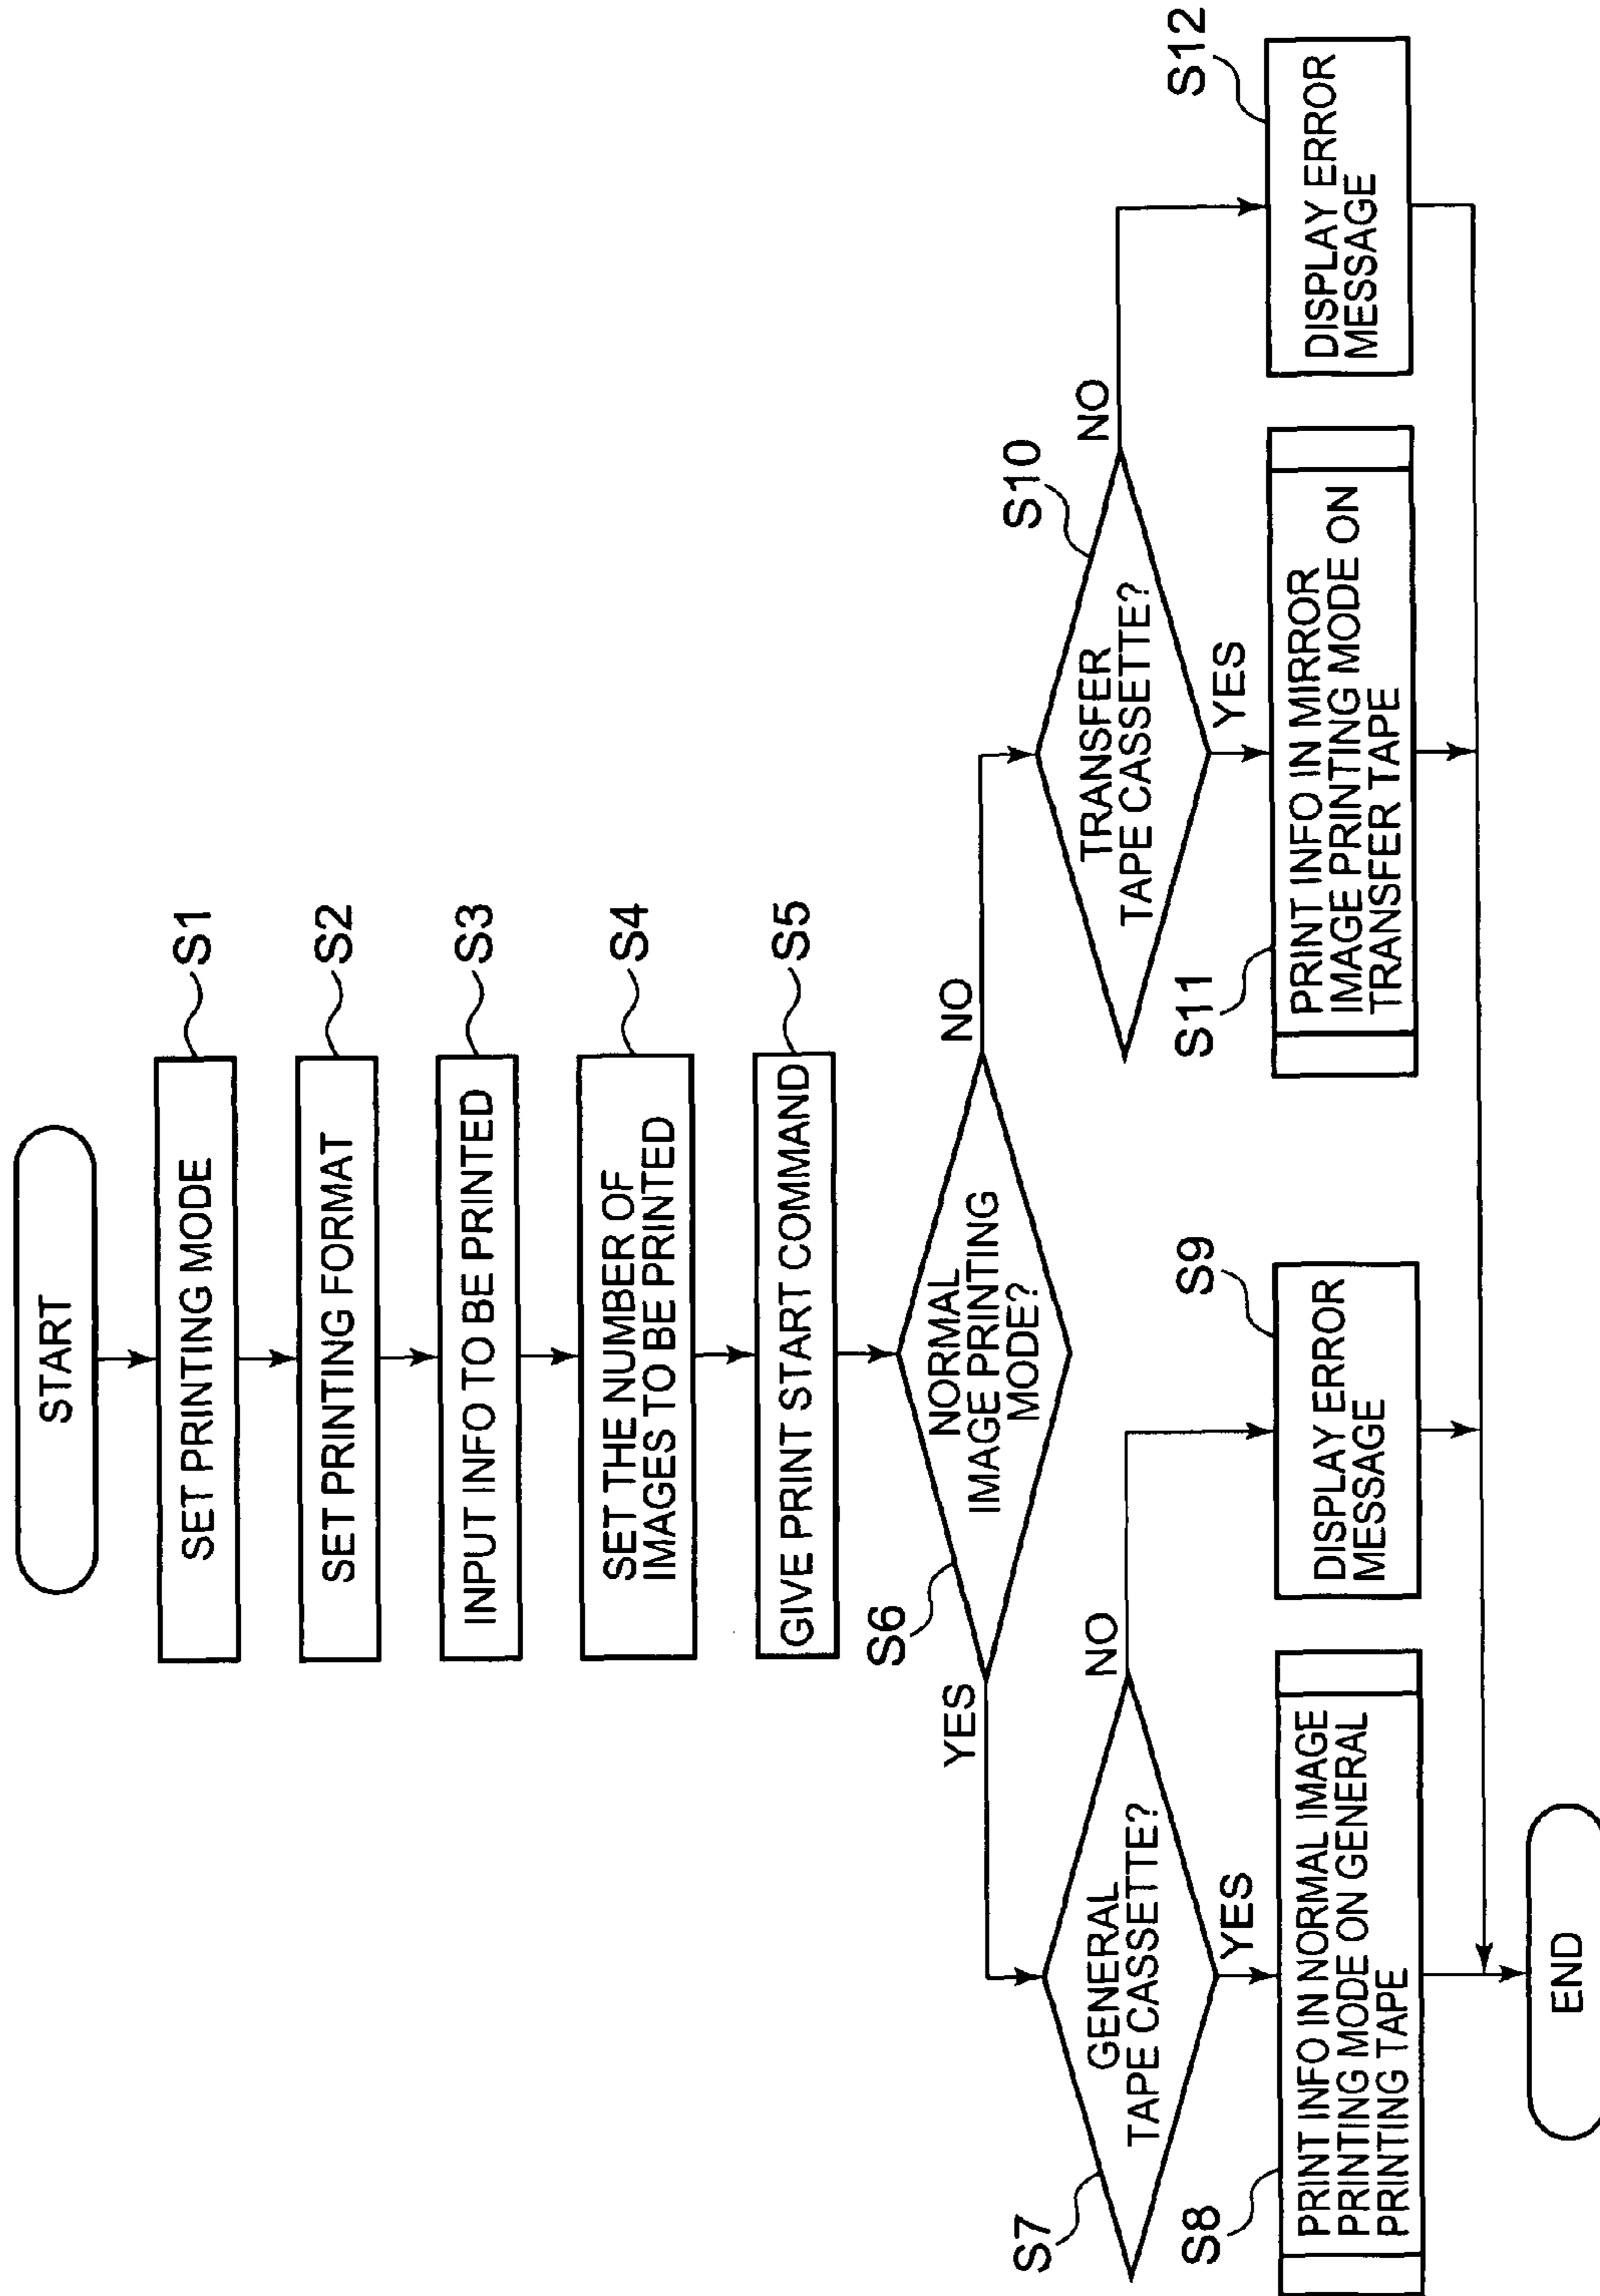 START
SET PRINTING MODE
S1
SET PRINTING FORMAT
S2
INPUT INFO TO BE PRINTED
S3
SET THE NUMBER OF
IMAGES TO BE PRINTED
S4
GIVE PRINT START COMMAND
S5
S6
NORMAL
IMAGE PRINTING
MODE?
YES
NO
S7
GENERAL
TAPE CASSETTE?
NO
YES
S10
TRANSFER
TAPE CASSETTE?
NO
YES
S8
PRINT INFO IN NORMAL IMAGE
PRINTING MODE ON GENERAL
PRINTING TAPE
S9
DISPLAY ERROR
MESSAGE
S11
PRINT INFO IN MIRROR
IMAGE PRINTING MODE ON
TRANSFER TAPE
S12
DISPLAY ERROR
MESSAGE
END